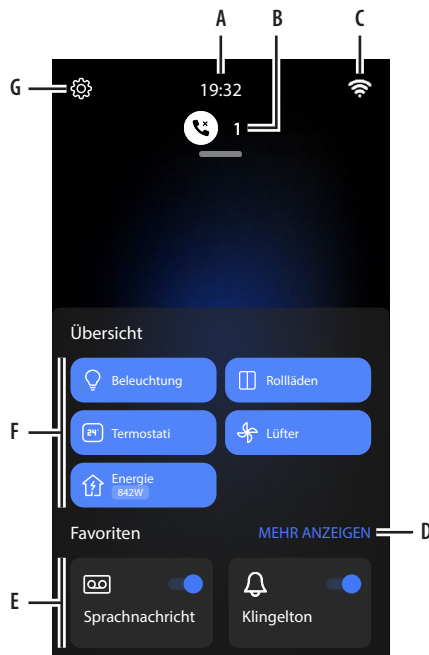 A B C
G 19:32
1
Übersicht
Beleuchtung Rollläden
F 24° Termostati Lüfter
Energie
842W
Favoriten MEHR ANZEIGEN D
E
Sprachnachricht Klingelton